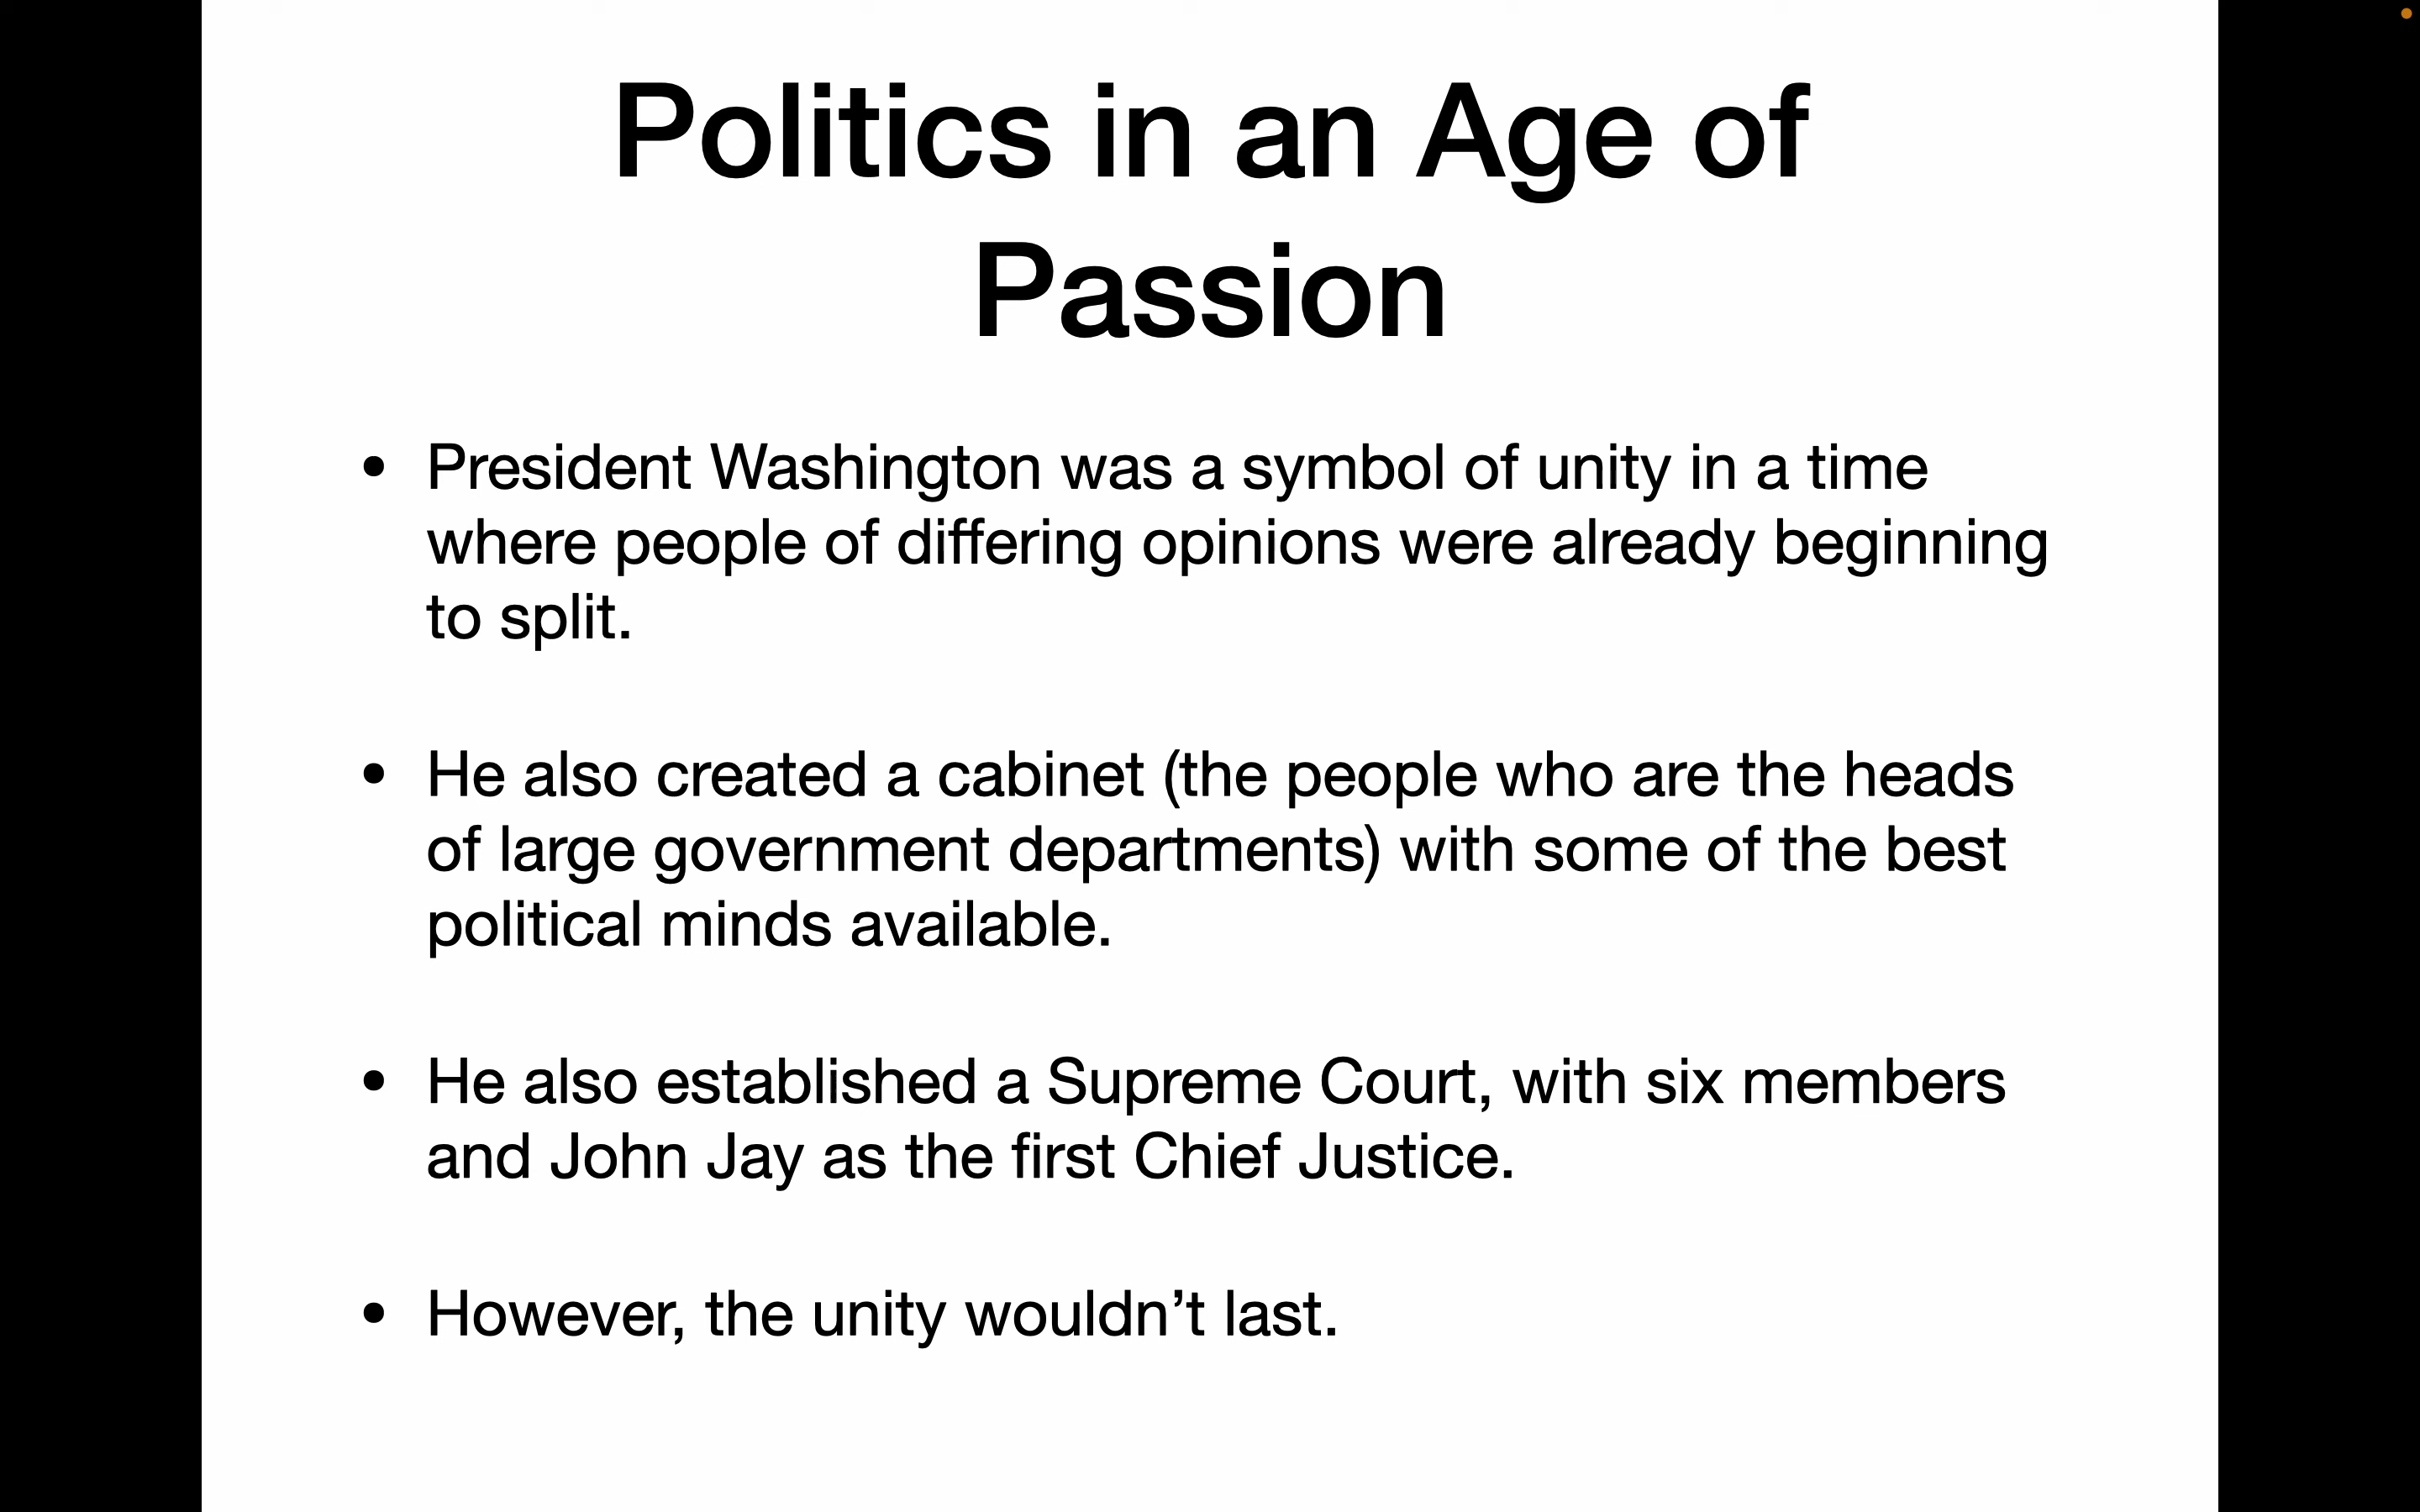 Politics in an Age of
Passion
• President Washington was a symbol of unity in a time
where people of differing opinions were already beginning
to split.
• He also created a cabinet (the people who are the heads
of large government departments) with some of the best
political minds available.
• He also established a Supreme Court, with six members
and John Jay as the first Chief Justice.
• However, the unity wouldn’t last.